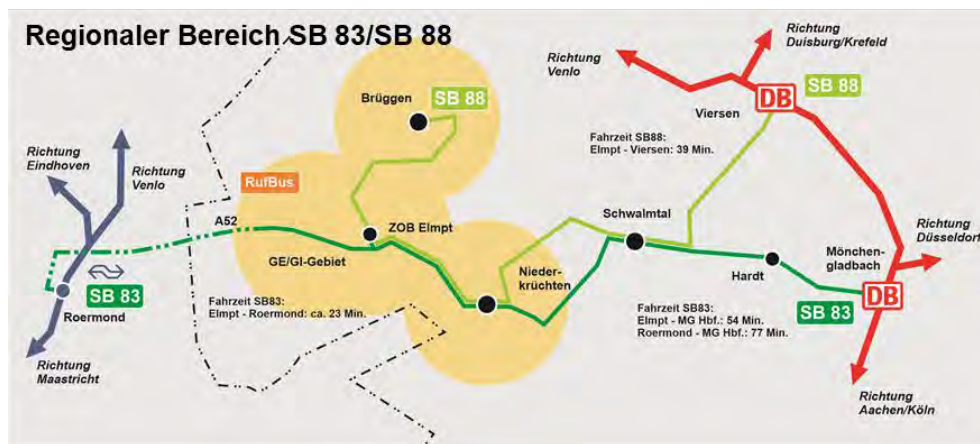 Regionaler Bereich SB 83/SB 88
Richtung
Duisburg/Krefeld
Richtung
Venlo
DB
SB 88
Viersen
Brüggen
SB 88
Fahrzeit SB88:
Elmpt - Viersen: 39 Min.
Richtung
Eindhoven
Richtung
Venlo
RufBus
A52
ZOB Elmpt
Schwalmtal
Richtung
Düsseldorf
GE/GI-Gebiet
Mönchen-
gladbach
Hardt
Nieder-
krüchten
SB 83
Roermond
Fahrzeit SB83:
Elmpt - Roermond: ca. 23 Min.
Fahrzeit SB83:
Elmpt - MG Hbf.: 54 Min.
Roermond - MG Hbf.: 77 Min.
SB 83
DB
Richtung
Maastricht
Richtung
Aachen/Köln